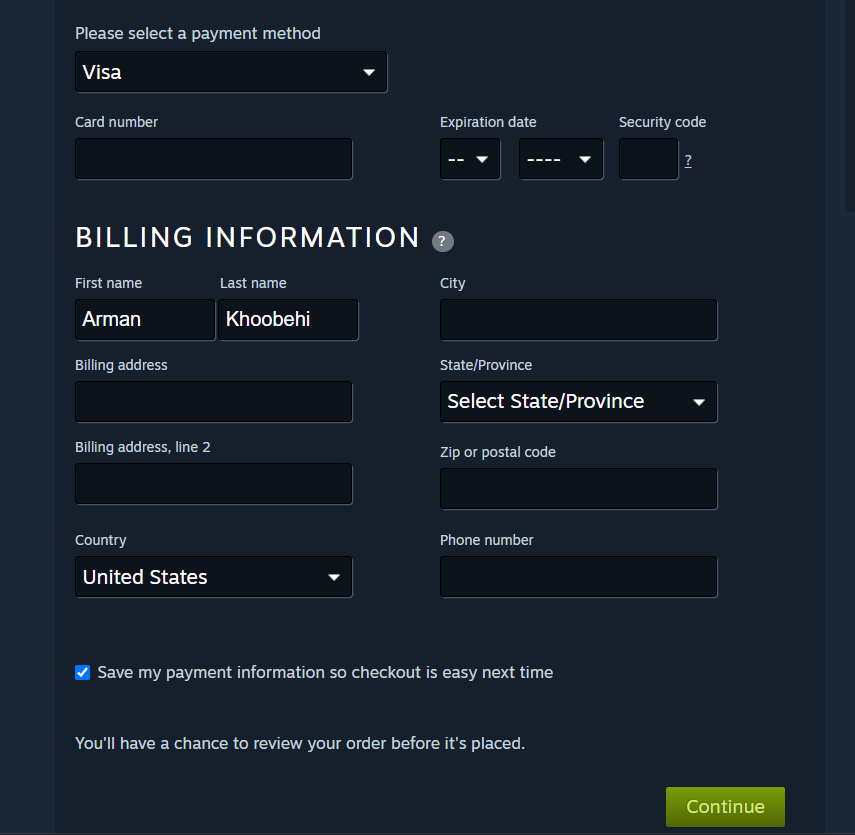 Please select a payment method
Visa
Card number
Expiration date
Security code
--
----
?
BILLING INFORMATION ?
First name
Last name
City
Arman
Khoobehi
Billing address
State/Province
Select State/Province
Billing address, line 2
Zip or postal code
Country
Phone number
United States
Save my payment information so checkout is easy next time
You'll have a chance to review your order before it's placed.
Continue